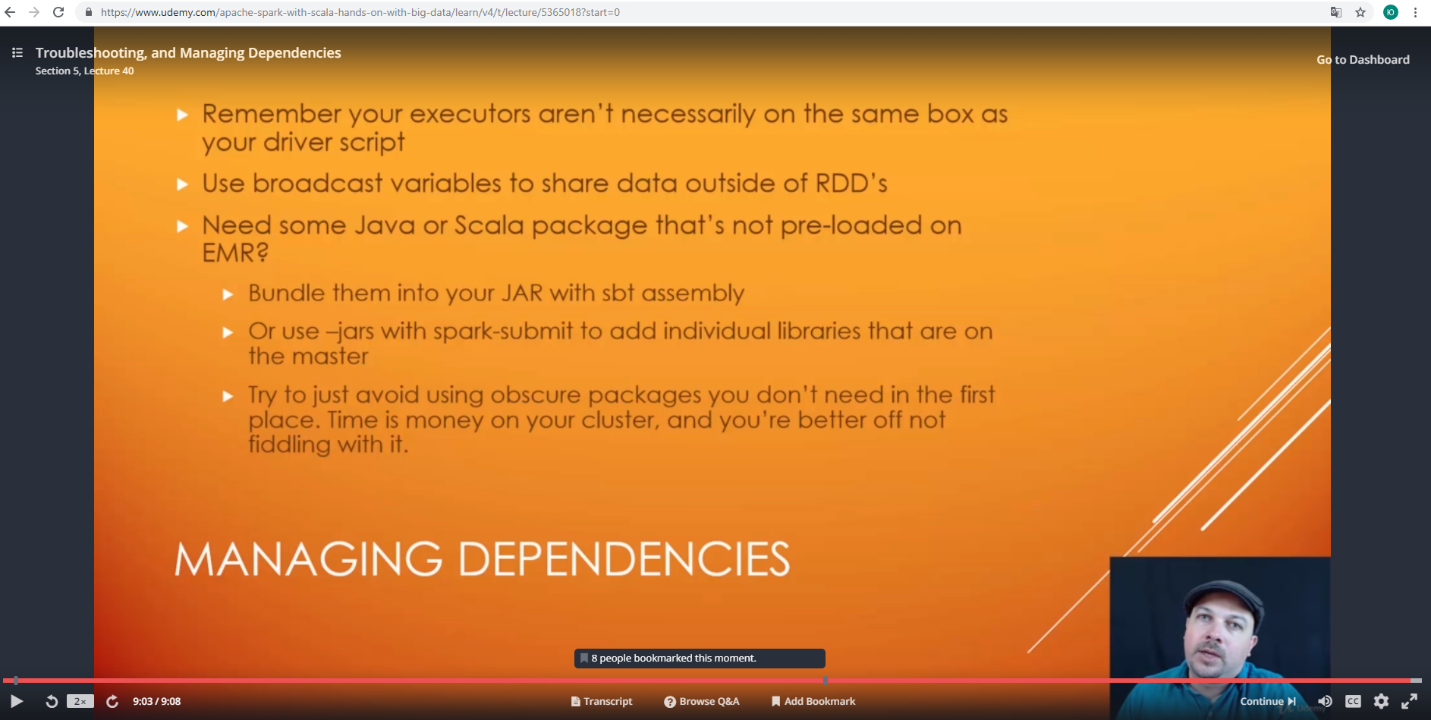 https://www.udemy.com/apache-spark-with-scala-hands-on-with-big-data/learn/v4/t/lecture/5365018?start=0
IO
Troubleshooting, and Managing Dependencies
Section 5, Lecture 40
Go to Dashboard
Remember your executors aren't necessarily on the same box as
your driver script
Use broadcast variables to share data outside of RDD's
Need some Java or Scala package that's not pre-loaded on
EMR?
Bundle them into your JAR with sbt assembly
Or use –jars with spark-submit to add individual libraries that are on
the master
Try to just avoid using obscure packages you don't need in the first
place. Time is money on your cluster, and you're better off not
fiddling with it.
MANAGING DEPENDENCIES
8 people bookmarked this moment.
2x
9:03 / 9:08
Transcript
Browse Q&A
Add Bookmark
Continue
CC